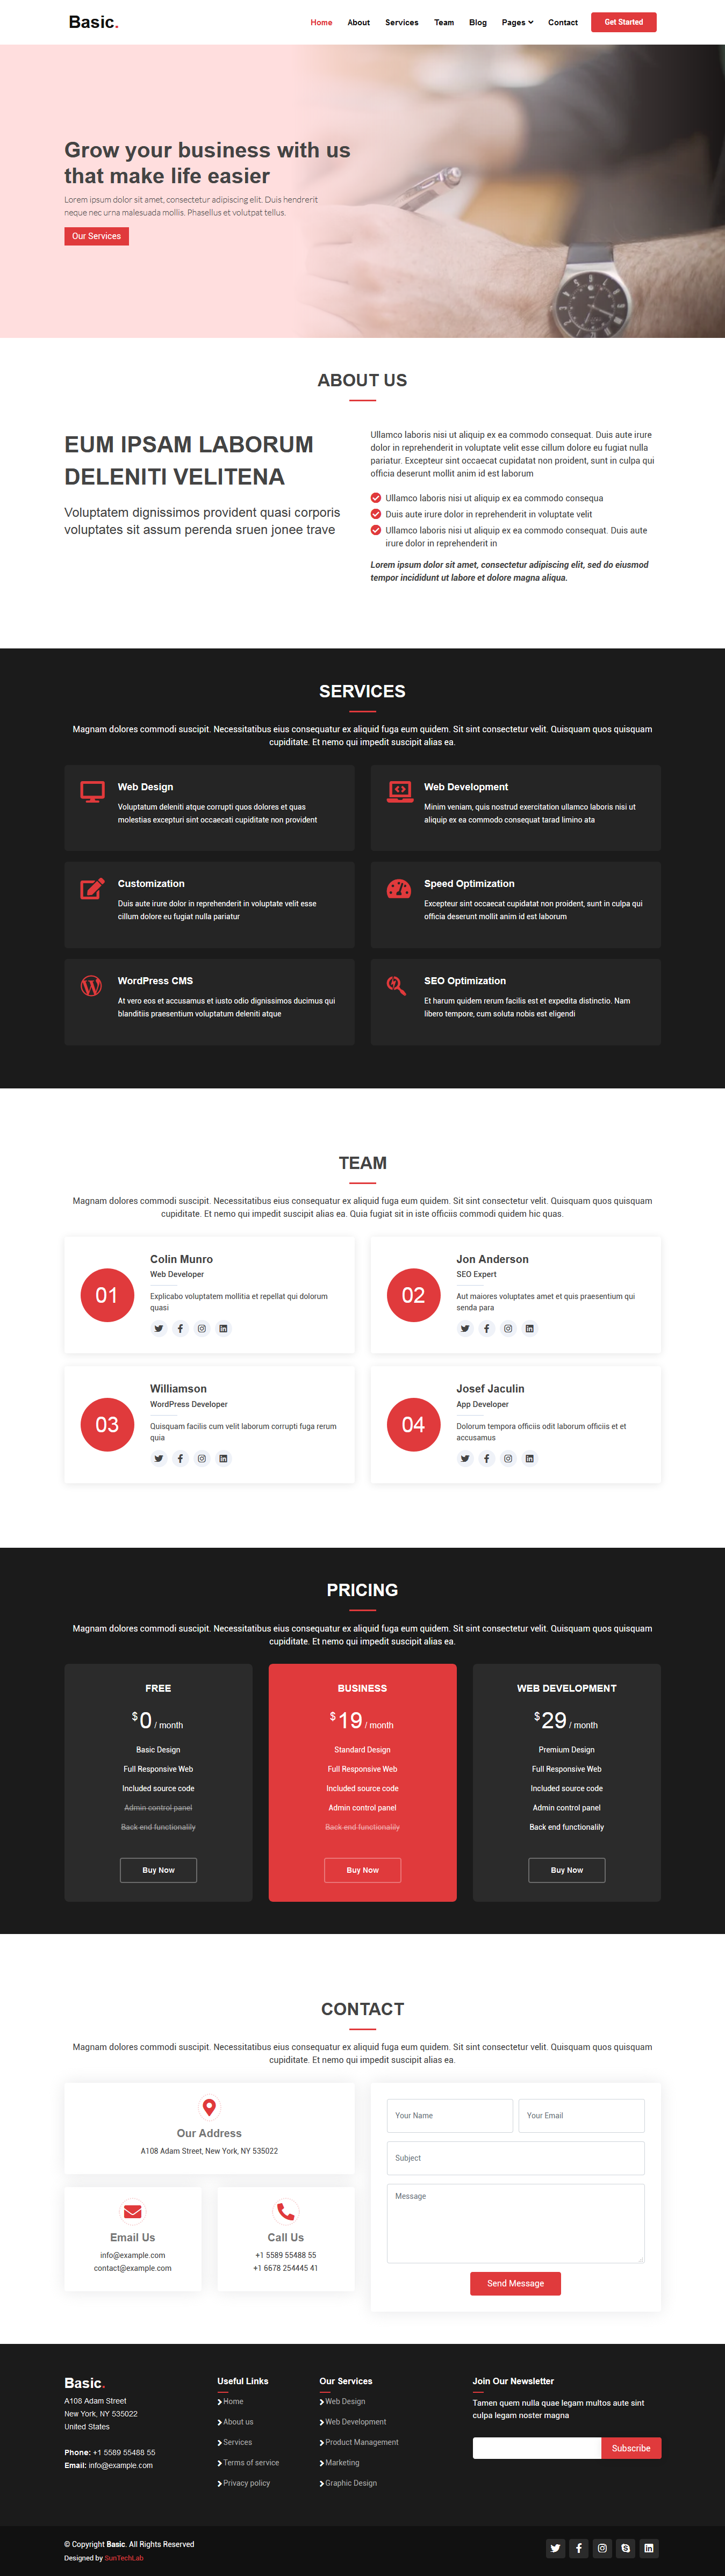 Basic.
Home About Services Team Blog Pages Contact Get Started
Grow your business with us
that make life easier
Lorem ipsum dolor sit amet, consectetur adipiscing elit. Duis hendrerit
neque nec urna malesuada mollis. Phasellus et volutpat tellus.
Our Services
ABOUT US
EUM IPSAM LABORUM
DELENITI VELITENA
Voluptatem dignissimos provident quasi corporis
voluptates sit assum perenda sruen jonee trave
Ullamco laboris nisi ut aliquip ex ea commodo consequat. Duis aute irure
dolor in reprehenderit in voluptate velit esse cillum dolore eu fugiat nulla
pariatur. Excepteur sint occaecat cupidatat non proident, sunt in culpa qui
officia deserunt mollit anim id est laborum
Ullamco laboris nisi ut aliquip ex ea commodo consequa
Duis aute irure dolor in reprehenderit in voluptate velit
Ullamco laboris nisi ut aliquip ex ea commodo consequat. Duis aute
irure dolor in reprehenderit in
Lorem ipsum dolor sit amet, consectetur adipiscing elit, sed do eiusmod
tempor incididunt ut labore et dolore magna aliqua.
SERVICES
Magnam dolores commodi suscipit. Necessitatibus eius consequatur ex aliquid fuga eum quidem. Sit sint consectetur velit. Quisquam quos quisquam
cupiditate. Et nemo qui impedit suscipit alias ea.
Web Design
Voluptatum deleniti atque corrupti quos dolores et quas
molestias excepturi sint occaecati cupiditate non provident
Web Development
Minim veniam, quis nostrud exercitation ullamco laboris nisi ut
aliquip ex ea commodo consequat tarad limino ata
Customization
Duis aute irure dolor in reprehenderit in voluptate velit esse
cillum dolore eu fugiat nulla pariatur
Speed Optimization
Excepteur sint occaecat cupidatat non proident, sunt in culpa qui
officia deserunt mollit anim id est laborum
WordPress CMS
At vero eos et accusamus et iusto odio dignissimos ducimus qui
blanditiis praesentium voluptatum deleniti atque
SEO Optimization
Et harum quidem rerum facilis est et expedita distinctio. Nam
libero tempore, cum soluta nobis est eligendi
TEAM
Magnam dolores commodi suscipit. Necessitatibus eius consequatur ex aliquid fuga eum quidem. Sit sint consectetur velit. Quisquam quos quisquam
cupiditate. Et nemo qui impedit suscipit alias ea. Quia fugiat sit in iste officiis commodi quidem hic quas.
01
Colin Munro
Web Developer
Explicabo voluptatem mollitia et repellat qui dolorum
quasi
02
Jon Anderson
SEO Expert
Aut maiores voluptates amet et quis praesentium qui
senda para
03
Williamson
WordPress Developer
Quisquam facilis cum velit laborum corrupti fuga rerum
quia
04
Josef Jaculin
App Developer
Dolorum tempora officiis odit laborum officiis et et
accusamus
PRICING
Magnam dolores commodi suscipit. Necessitatibus eius consequatur ex aliquid fuga eum quidem. Sit sint consectetur velit. Quisquam quos quisquam
cupiditate. Et nemo qui impedit suscipit alias ea.
FREE
$0 / month
Basic Design
Full Responsive Web
Included source code
Admin control panel
Back end functionalily
Buy Now
BUSINESS
$19 / month
Standard Design
Full Responsive Web
Included source code
Admin control panel
Back end functionalily
Buy Now
WEB DEVELOPMENT
$29 / month
Premium Design
Full Responsive Web
Included source code
Admin control panel
Back end functionalily
Buy Now
CONTACT
Magnam dolores commodi suscipit. Necessitatibus eius consequatur ex aliquid fuga eum quidem. Sit sint consectetur velit. Quisquam quos quisquam
cupiditate. Et nemo qui impedit suscipit alias ea.
Our Address
A108 Adam Street, New York, NY 535022
Email Us
info@example.com
contact@example.com
Call Us
+1 5589 55488 55
+1 6678 254445 41
Your Name
Your Email
Subject
Message
Send Message
Basic.
A108 Adam Street
New York, NY 535022
United States
Phone: +1 5589 55488 55
Email: info@example.com
Useful Links
Home
About us
Services
Terms of service
Privacy policy
Our Services
Web Design
Web Development
Product Management
Marketing
Graphic Design
Join Our Newsletter
Tamen quem nulla quae legam multos aute sint
culpa legam noster magna
Subscribe
© Copyright Basic. All Rights Reserved
Designed by SunTechLab